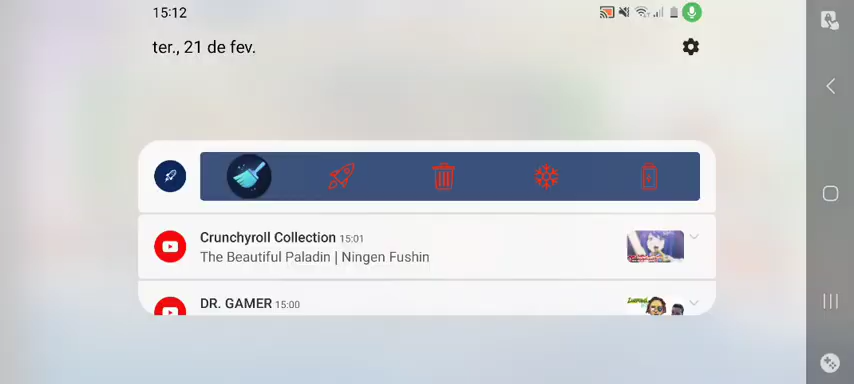 15:12
ter., 21 de fev.
Crunchyroll Collection 15:01
The Beautiful Paladin | Ningen Fushin
DR. GAMER 15:00